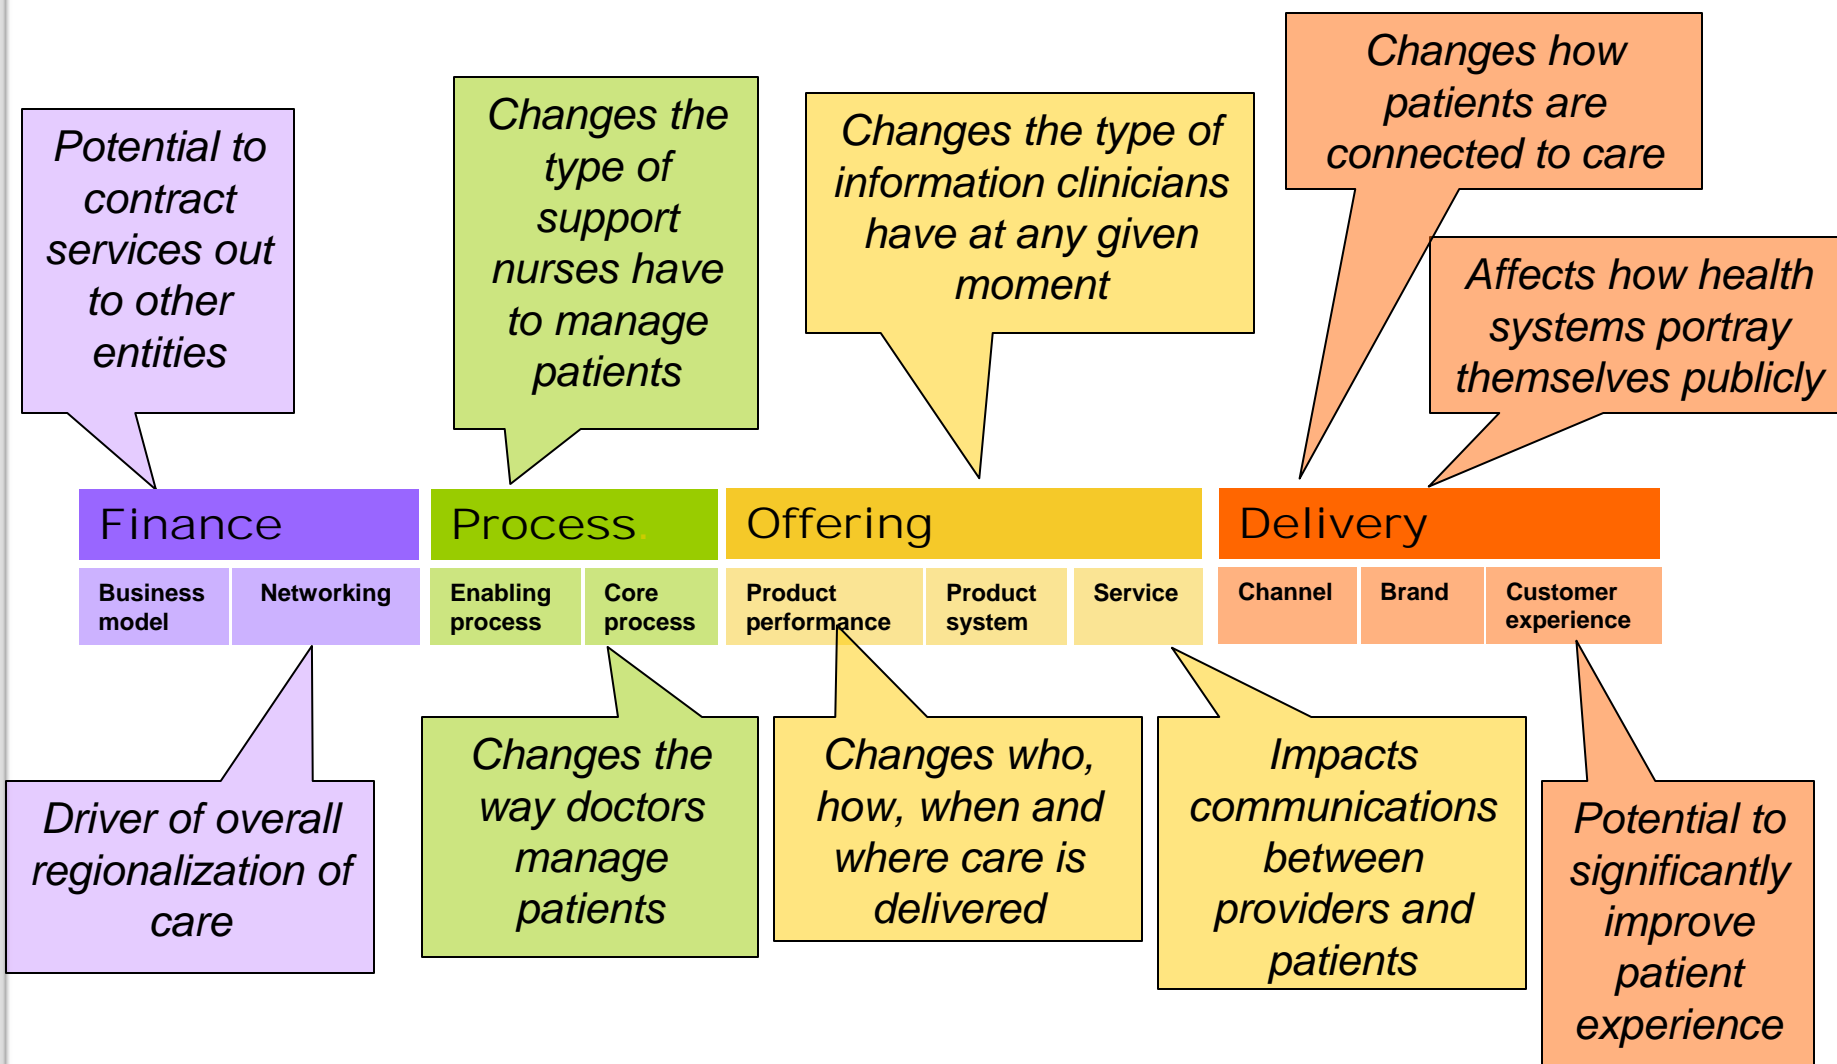 Potential to
contract
services out
to other
entities
Changes the
type of
support
nurses have
to manage
patients
Changes the type of
information clinicians
have at any given
moment
Changes how
patients are
connected to care
Affects how health
systems portray
themselves publicly
Finance
Process.
Offering
Delivery
Business
model
Networking
Enabling
process
Core
process
Product
performance
Product
system
Service
Channel
Brand
Customer
experience
Driver of overall
regionalization of
care
Changes the
way doctors
manage
patients
Changes who,
how, when and
where care is
delivered
Impacts
communications
between
providers and
patients
Potential to
significantly
improve
patient
experience